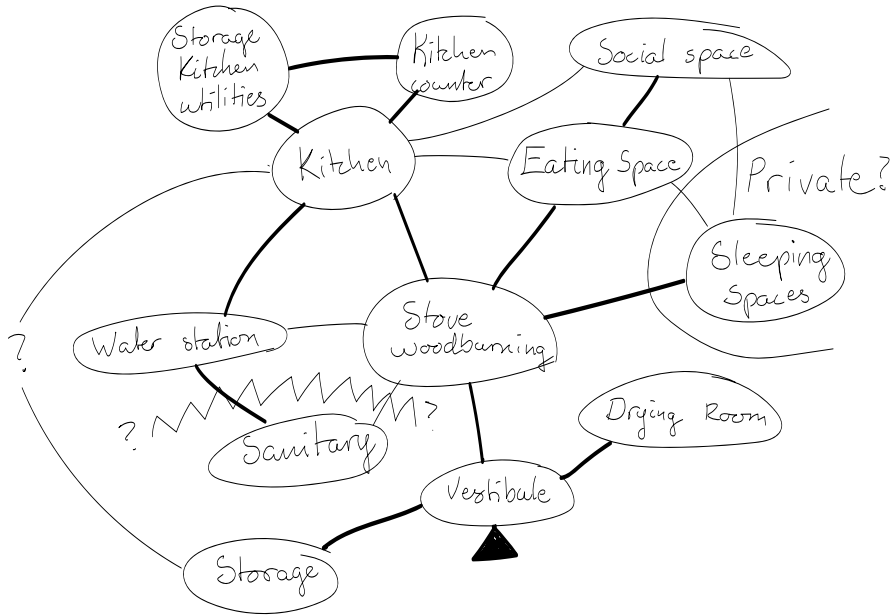 Storage
Kitchen
utilities
Kitchen
counter
Social space
Kitchen
Eating Space
Private?
Sleeping
Spaces
Stove
woodburning
Water station
?
?
?
Drying Room
Sanitary
Vestibule
Storage